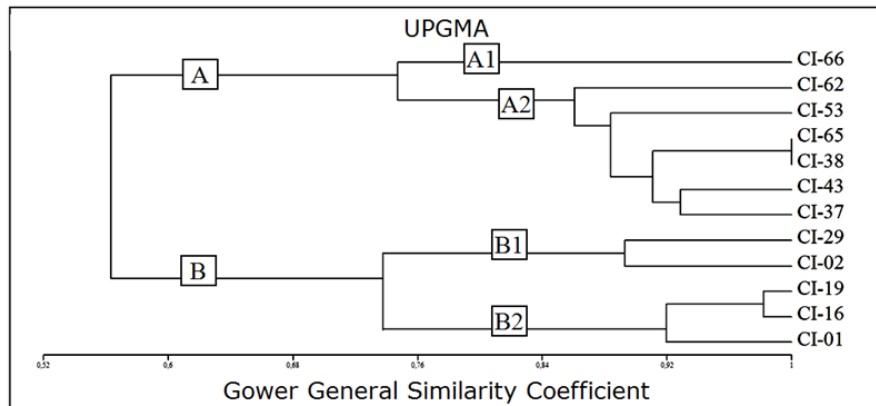 UPGMA
A1
CI-66
A
CI-62
A2
CI-53
CI-65
CI-38
CI-43
CI-37
B1
CI-29
B
CI-02
CI-19
B2
CI-16
CI-01
0,52 0,6 0,68 0,76 0,84 0,92 1
Gower General Similarity Coefficient